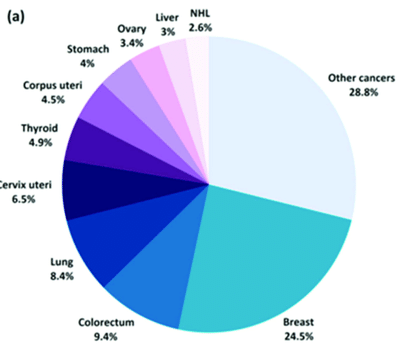 (a)
NHL
2.6%
Liver
3%
Ovary
3.4%
Stomach
4%
Corpus uteri
4.5%
Thyroid
4.9%
Cervix uteri
6.5%
Lung
8.4%
Colorectum
9.4%
Breast
24.5%
Other cancers
28.8%